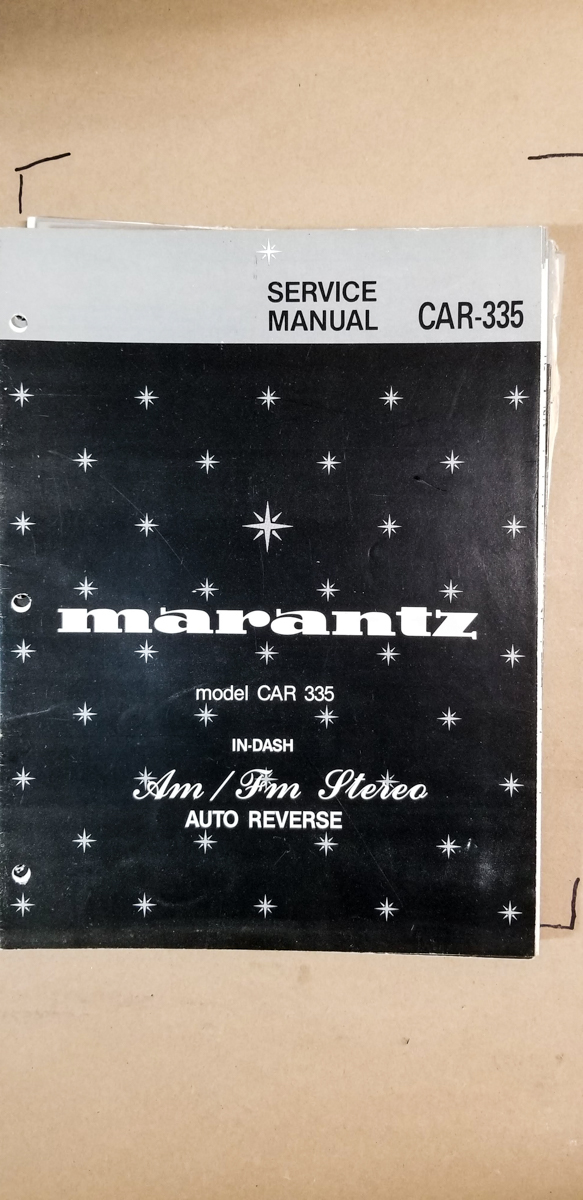 SERVICE
MANUAL CAR-335
marantz
model CAR 335
IN-DASH
Am/Fm Stereo
AUTO REVERSE